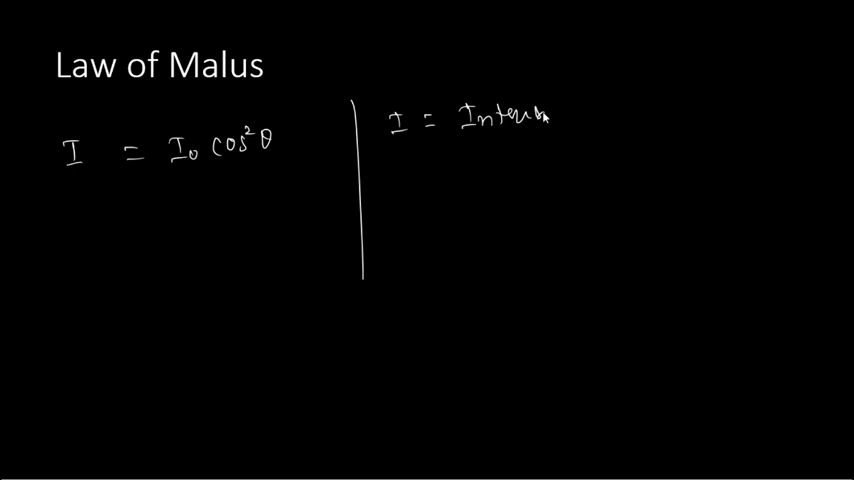 Law of Malus
I = I₀ cos²θ
I =